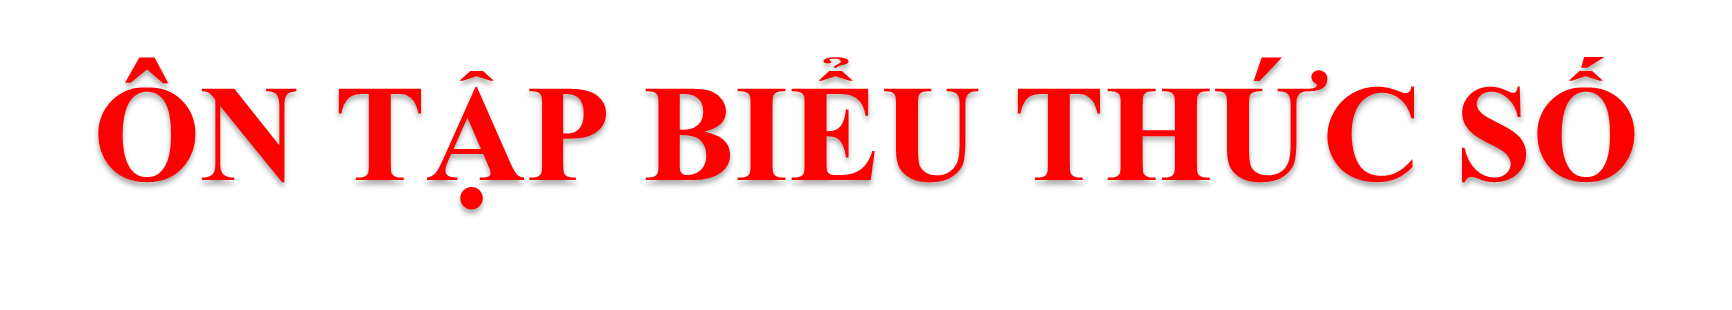 ÔN TẬP BIỂU THỨC SỐ